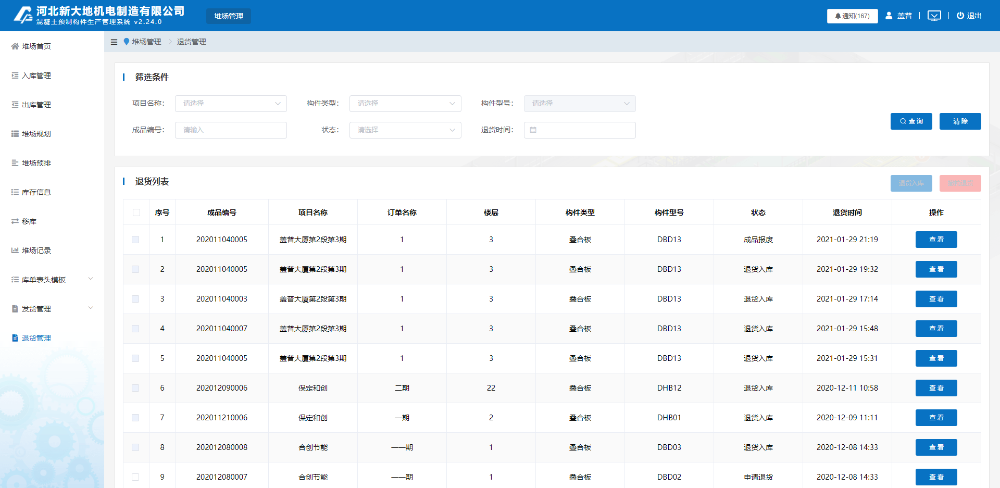 河北新大地机电制造有限公司
混凝土预制构件生产管理系统 v2.24.0
堆场管理
通知(167)
盖普
退出
堆场首页
入库管理
出库管理
堆场规划
堆场预排
库存信息
移库
堆场记录
库单表头模板
发货管理
退货管理
堆场管理 > 退货管理
筛选条件
项目名称: 请选择 构件类型: 请选择 构件型号: 请选择
成品编号: 请输入 状态: 请选择 退货时间:
查询 清除
退货列表
退货入库
序号 成品编号 项目名称 订单名称 楼层 构件类型 构件型号 状态 退货时间 操作
1 202011040005 盖普大厦第2段第3期 1 3 叠合板 DBD13 成品报废 2021-01-29 21:19 查看
2 202011040005 盖普大厦第2段第3期 1 3 叠合板 DBD13 退货入库 2021-01-29 19:32 查看
3 202011040003 盖普大厦第2段第3期 1 3 叠合板 DBD13 退货入库 2021-01-29 17:14 查看
4 202011040007 盖普大厦第2段第3期 1 3 叠合板 DBD13 退货入库 2021-01-29 15:48 查看
5 202011040005 盖普大厦第2段第3期 1 3 叠合板 DBD13 退货入库 2021-01-29 15:31 查看
6 202012090006 保定和创 二期 22 叠合板 DHB12 退货入库 2020-12-11 10:58 查看
7 202011210006 保定和创 一期 2 叠合板 DHB01 退货入库 2020-12-09 11:11 查看
8 202012080008 合创节能 一一期 1 叠合板 DBD03 退货入库 2020-12-08 14:33 查看
9 202012080007 合创节能 一一期 1 叠合板 DBD02 申请退货 2020-12-08 14:33 查看